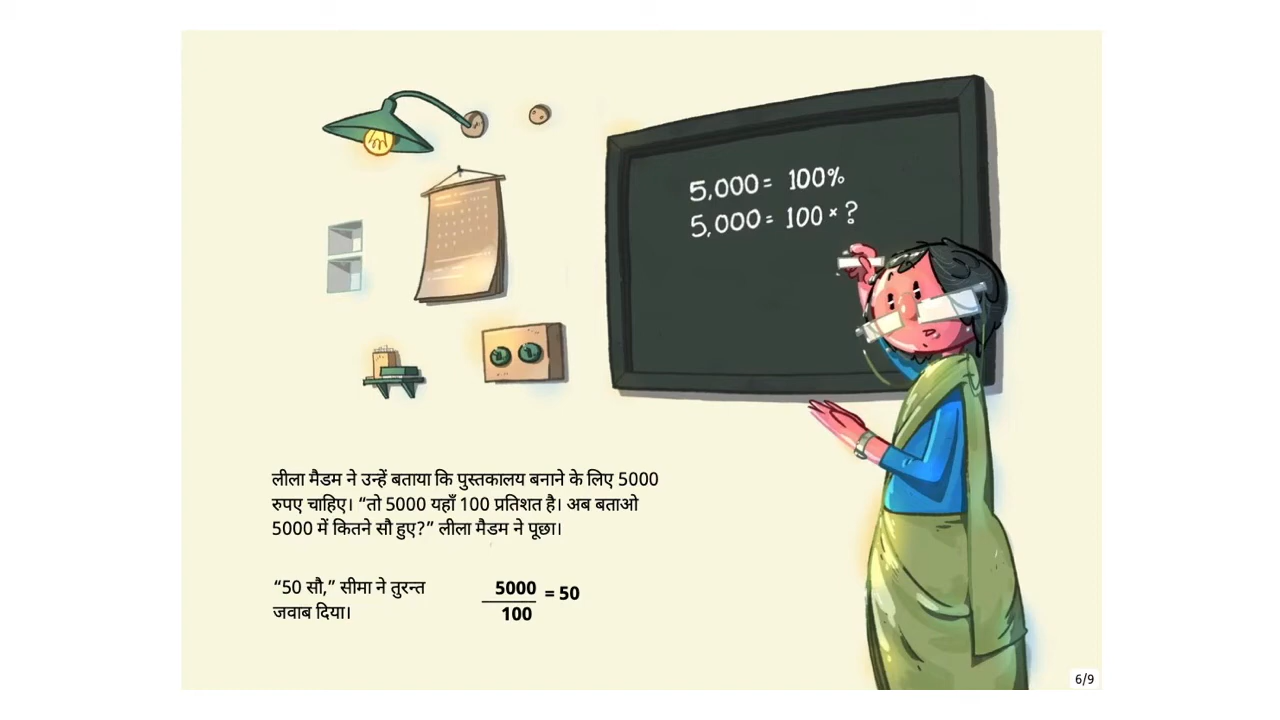 5,000 = 100%
5,000 = 100 × ?
लीला मैडम ने उन्हें बताया कि पुस्तकालय बनाने के लिए 5000
रुपए चाहिए। “तो 5000 यहाँ 100 प्रतिशत है। अब बताओ
5000 में कितने सौ हुए?” लीला मैडम ने पूछा।
“50 सौ,” सीमा ने तुरन्त
जवाब दिया।
5000
100
= 50
6/9